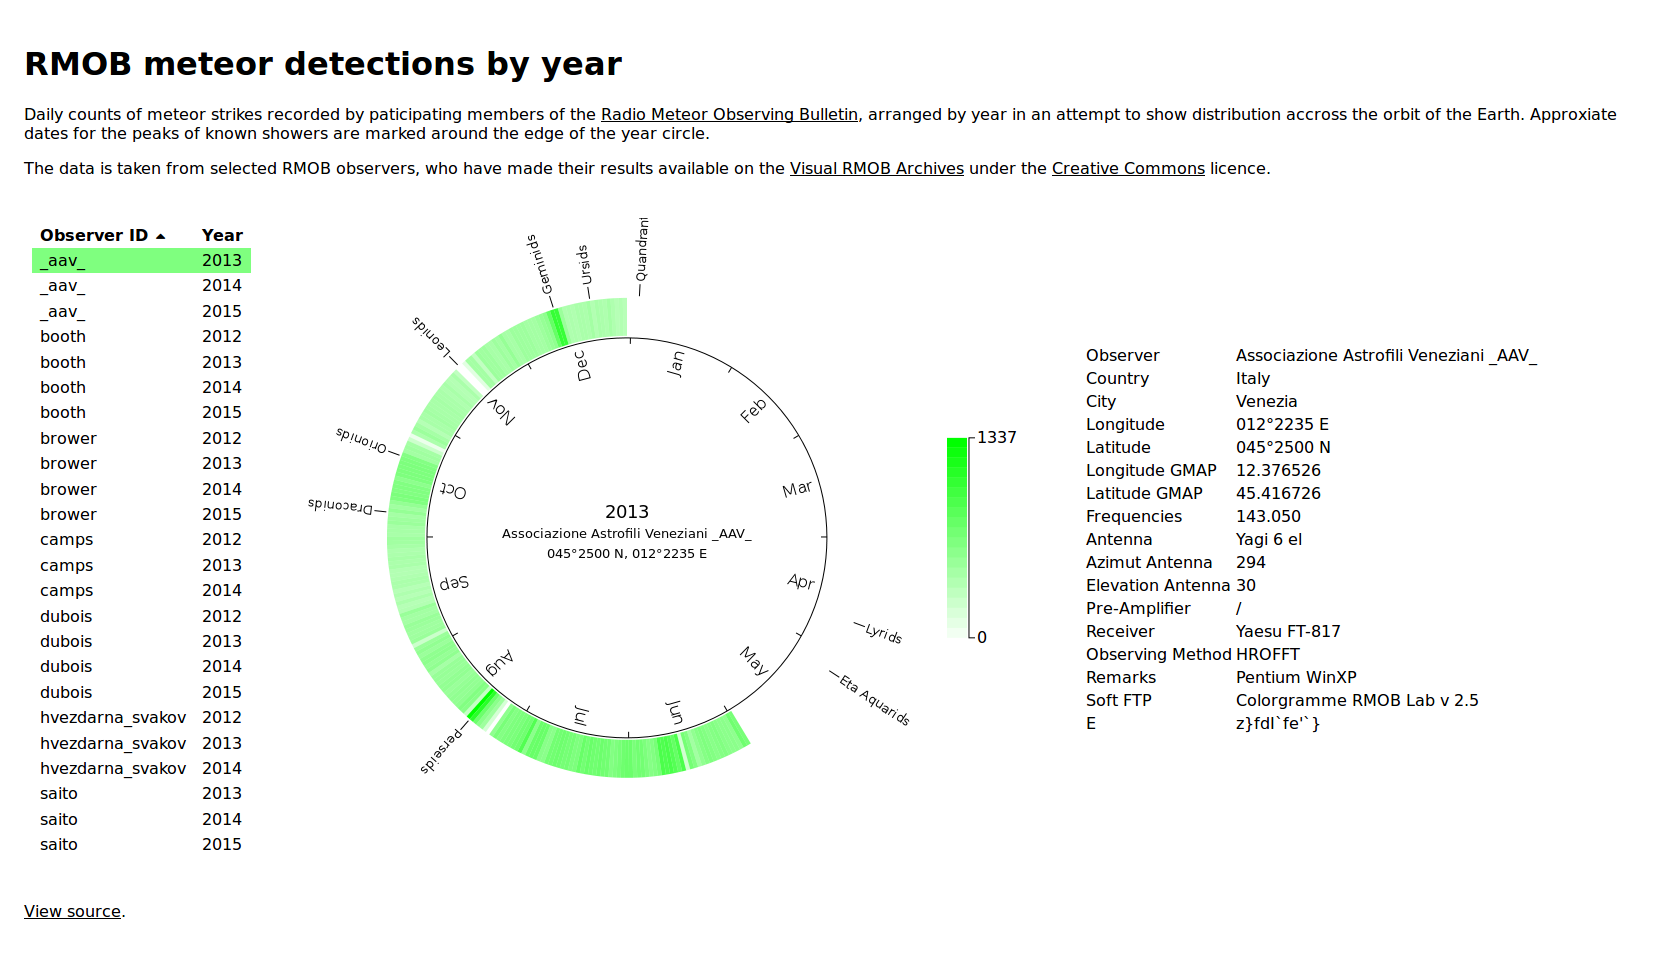 RMOB meteor detections by year
Daily counts of meteor strikes recorded by paticipating members of the Radio Meteor Observing Bulletin, arranged by year in an attempt to show distribution accross the orbit of the Earth. Approxiate
dates for the peaks of known showers are marked around the edge of the year circle.
The data is taken from selected RMOB observers, who have made their results available on the Visual RMOB Archives under the Creative Commons licence.
Observer ID Year
_aav_ 2013
_aav_ 2014
_aav_ 2015
booth 2012
booth 2013
booth 2014
booth 2015
brower 2012
brower 2013
brower 2014
brower 2015
camps 2012
camps 2013
camps 2014
dubois 2012
dubois 2013
dubois 2014
dubois 2015
hvezdarna_svakov 2012
hvezdarna_svakov 2013
hvezdarna_svakov 2014
saito 2013
saito 2014
saito 2015
Quandrant
Lyrids
Eta Aquarids
Perseids
Draconids
Orionids
Leonids
Geminids
Ursids
Jan
Feb
Mar
Apr
May
Jun
Jul
Aug
Sep
Oct
Nov
Dec
2013
Associazione Astrofili Veneziani _AAV_
045°2500 N, 012°2235 E
1337
0
Observer Associazione Astrofili Veneziani _AAV_
Country Italy
City Venezia
Longitude 012°2235 E
Latitude 045°2500 N
Longitude GMAP 12.376526
Latitude GMAP 45.416726
Frequencies 143.050
Antenna Yagi 6 el
Azimut Antenna 294
Elevation Antenna 30
Pre-Amplifier /
Receiver Yaesu FT-817
Observing Method HROFFT
Remarks Pentium WinXP
Soft FTP Colorgramme RMOB Lab v 2.5
E z}fdl`fe'`}
View source.